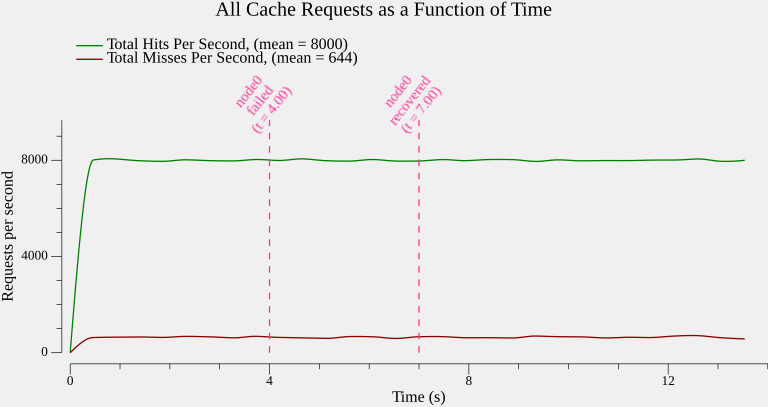 All Cache Requests as a Function of Time
Total Hits Per Second, (mean = 8000)
Total Misses Per Second, (mean = 644)
node0
failed
(t = 4.00)
node0
recovered
(t = 7.00)
Requests per second
8000
4000
0
0
4
8
12
Time (s)